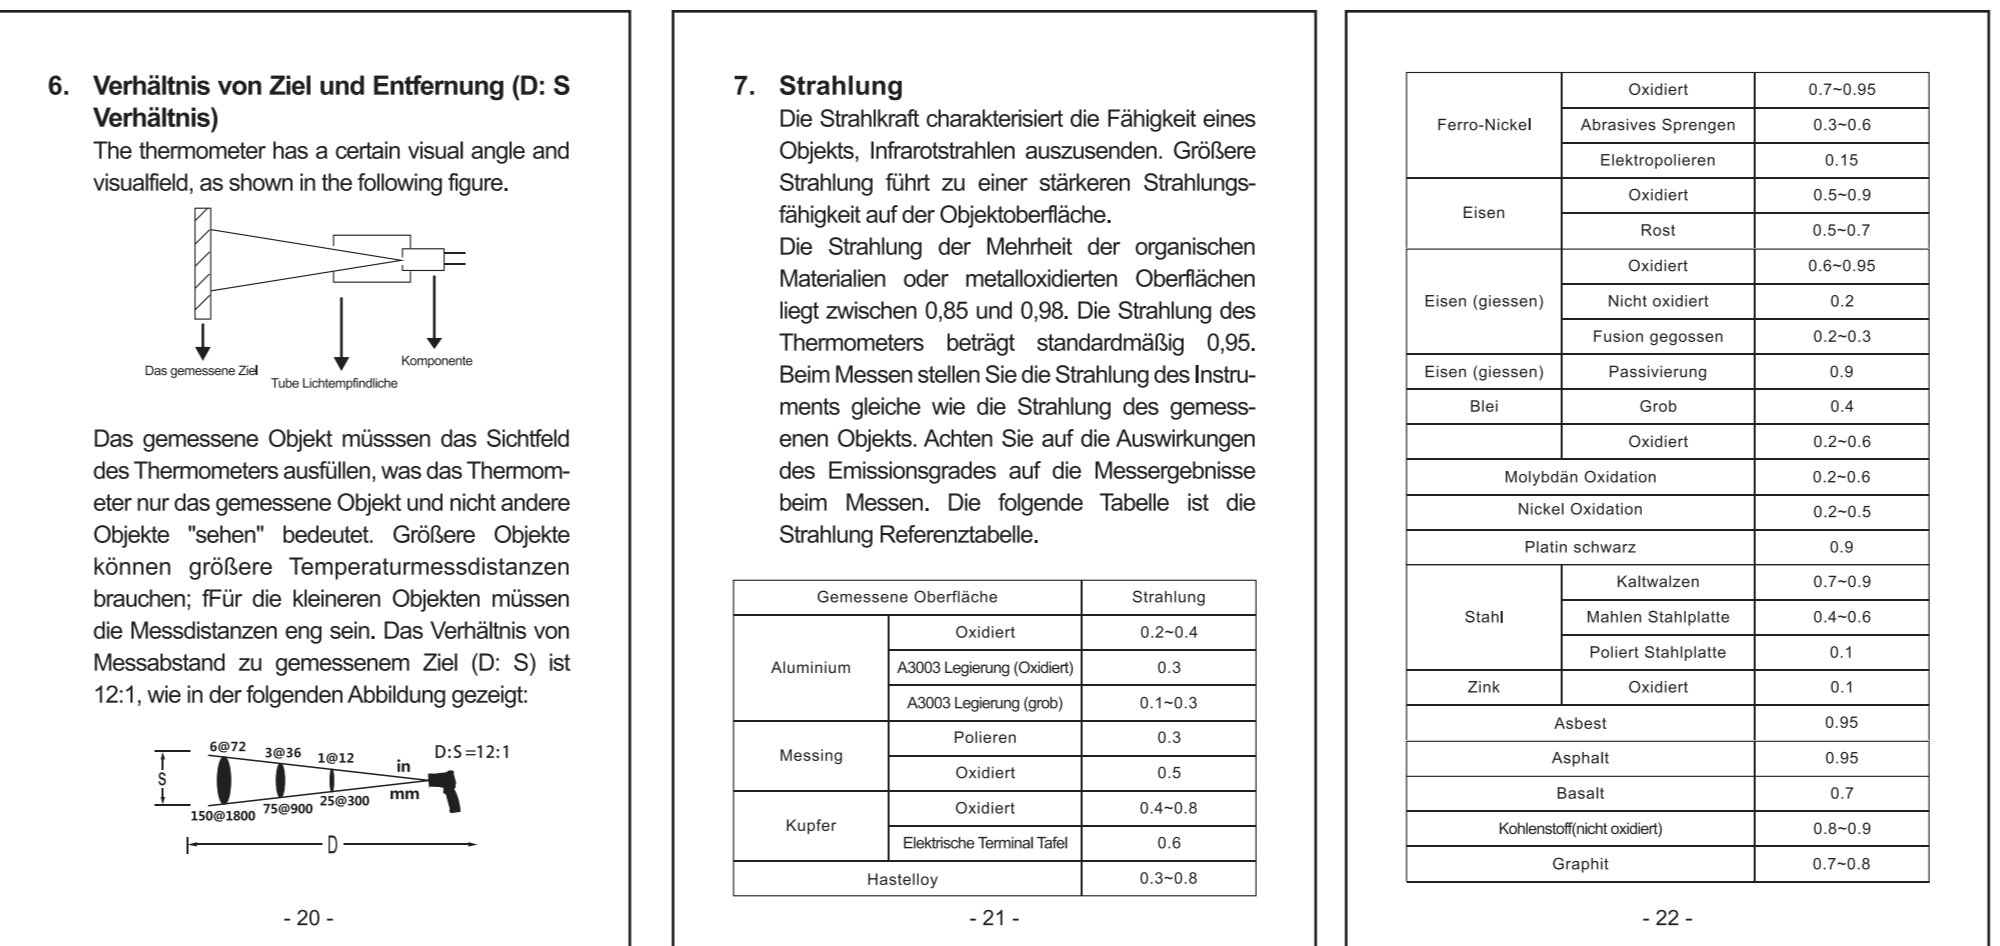 6. Verhältnis von Ziel und Entfernung (D: S
Verhältnis)
The thermometer has a certain visual angle and
visualfield, as shown in the following figure.
Das gemessene Ziel
Tube Lichtempfindliche
Komponente
Das gemessene Objekt müsssen das Sichtfeld
des Thermometers ausfüllen, was das Thermom-
eter nur das gemessene Objekt und nicht andere
Objekte "sehen" bedeutet. Größere Objekte
können größere Temperaturmessdistanzen
brauchen; fFür die kleineren Objekten müssen
die Messdistanzen eng sein. Das Verhältnis von
Messabstand zu gemessenem Ziel (D: S) ist
12:1, wie in der folgenden Abbildung gezeigt:
6@72 3@36 1@12 in D:S=12:1
S
150@1800 75@900 25@300 mm
D
- 20 -
7. Strahlung
Die Strahlkraft charakterisiert die Fähigkeit eines
Objekts, Infrarotstrahlen auszusenden. Größere
Strahlung führt zu einer stärkeren Strahlungs-
fähigkeit auf der Objektoberfläche.
Die Strahlung der Mehrheit der organischen
Materialien oder metalloxidierten Oberflächen
liegt zwischen 0,85 und 0,98. Die Strahlung des
Thermometers beträgt standardmäßig 0,95.
Beim Messen stellen Sie die Strahlung des Instru-
ments gleiche wie die Strahlung des gemess-
enen Objekts. Achten Sie auf die Auswirkungen
des Emissionsgrades auf die Messergebnisse
beim Messen. Die folgende Tabelle ist die
Strahlung Referenztabelle.
Gemessene Oberfläche Strahlung
Aluminium Oxidiert 0.2~0.4
A3003 Legierung (Oxidiert) 0.3
A3003 Legierung (grob) 0.1~0.3
Messing Polieren 0.3
Oxidiert 0.5
Kupfer Oxidiert 0.4~0.8
Elektrische Terminal Tafel 0.6
Hastelloy 0.3~0.8
- 21 -
Ferro-Nickel Oxidiert 0.7~0.95
Abrasives Sprengen 0.3~0.6
Elektropolieren 0.15
Eisen Oxidiert 0.5~0.9
Rost 0.5~0.7
Eisen (giessen) Oxidiert 0.6~0.95
Nicht oxidiert 0.2
Fusion gegossen 0.2~0.3
Eisen (giessen) Passivierung 0.9
Blei Grob 0.4
Oxidiert 0.2~0.6
Molybdän Oxidation 0.2~0.6
Nickel Oxidation 0.2~0.5
Platin schwarz 0.9
Stahl Kaltwalzen 0.7~0.9
Mahlen Stahlplatte 0.4~0.6
Poliert Stahlplatte 0.1
Zink Oxidiert 0.1
Asbest 0.95
Asphalt 0.95
Basalt 0.7
Kohlenstoff(nicht oxidiert) 0.8~0.9
Graphit 0.7~0.8
- 22 -